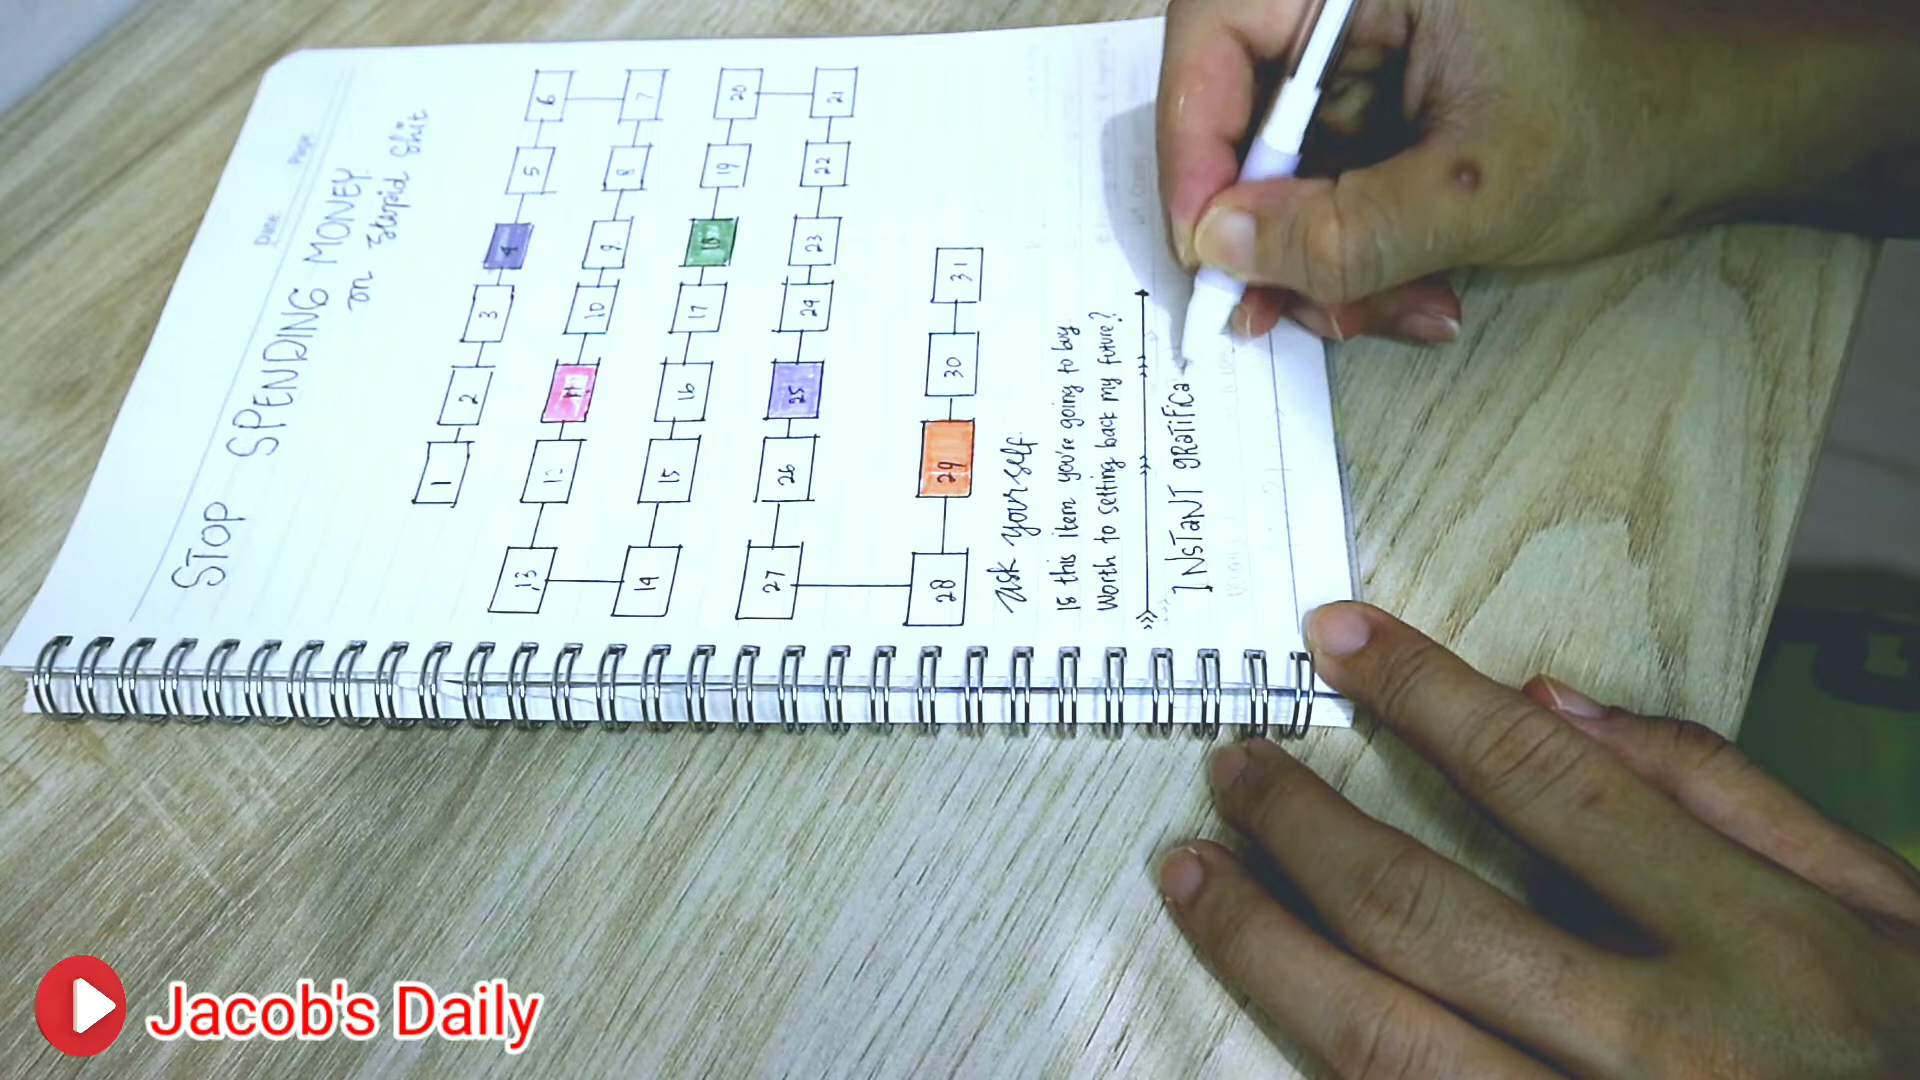 Date
Page
STOP SPENDING MONEY
on stupid shit
1 2 3 4 5 6
13 12 11 10 9 8 7
14 15 16 17 18 19 20
27 26 25 24 23 22 21
28 29 30 31
Ask yourself
Is this item you're going to buy
Worth to setting back my future?
INSTANT GRATIFICA
Jacob's Daily